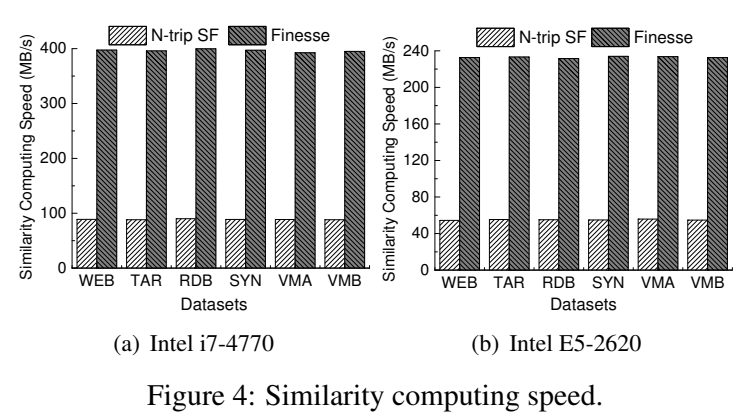 N-trip SF Finesse
Similarity Computing Speed (MB/s)
400
300
200
100
0
WEB TAR RDB SYN VMA VMB
Datasets
(a) Intel i7-4770
N-trip SF Finesse
Similarity Computing Speed (MB/s)
240
200
160
120
80
40
0
WEB TAR RDB SYN VMA VMB
Datasets
(b) Intel E5-2620
Figure 4: Similarity computing speed.